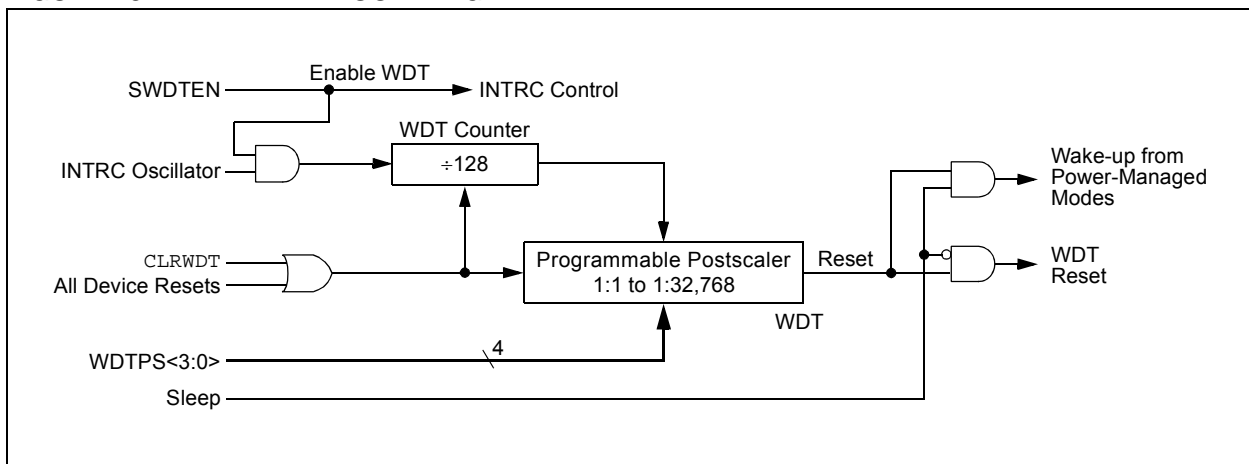 Enable WDT
SWDTEN
INTRC Control
WDT Counter
INTRC Oscillator
÷128
Wake-up from
Power-Managed
Modes
CLRWDT
All Device Resets
Programmable Postscaler
1:1 to 1:32,768
Reset
WDT
Reset
WDT
4
WDTPS<3:0>
Sleep